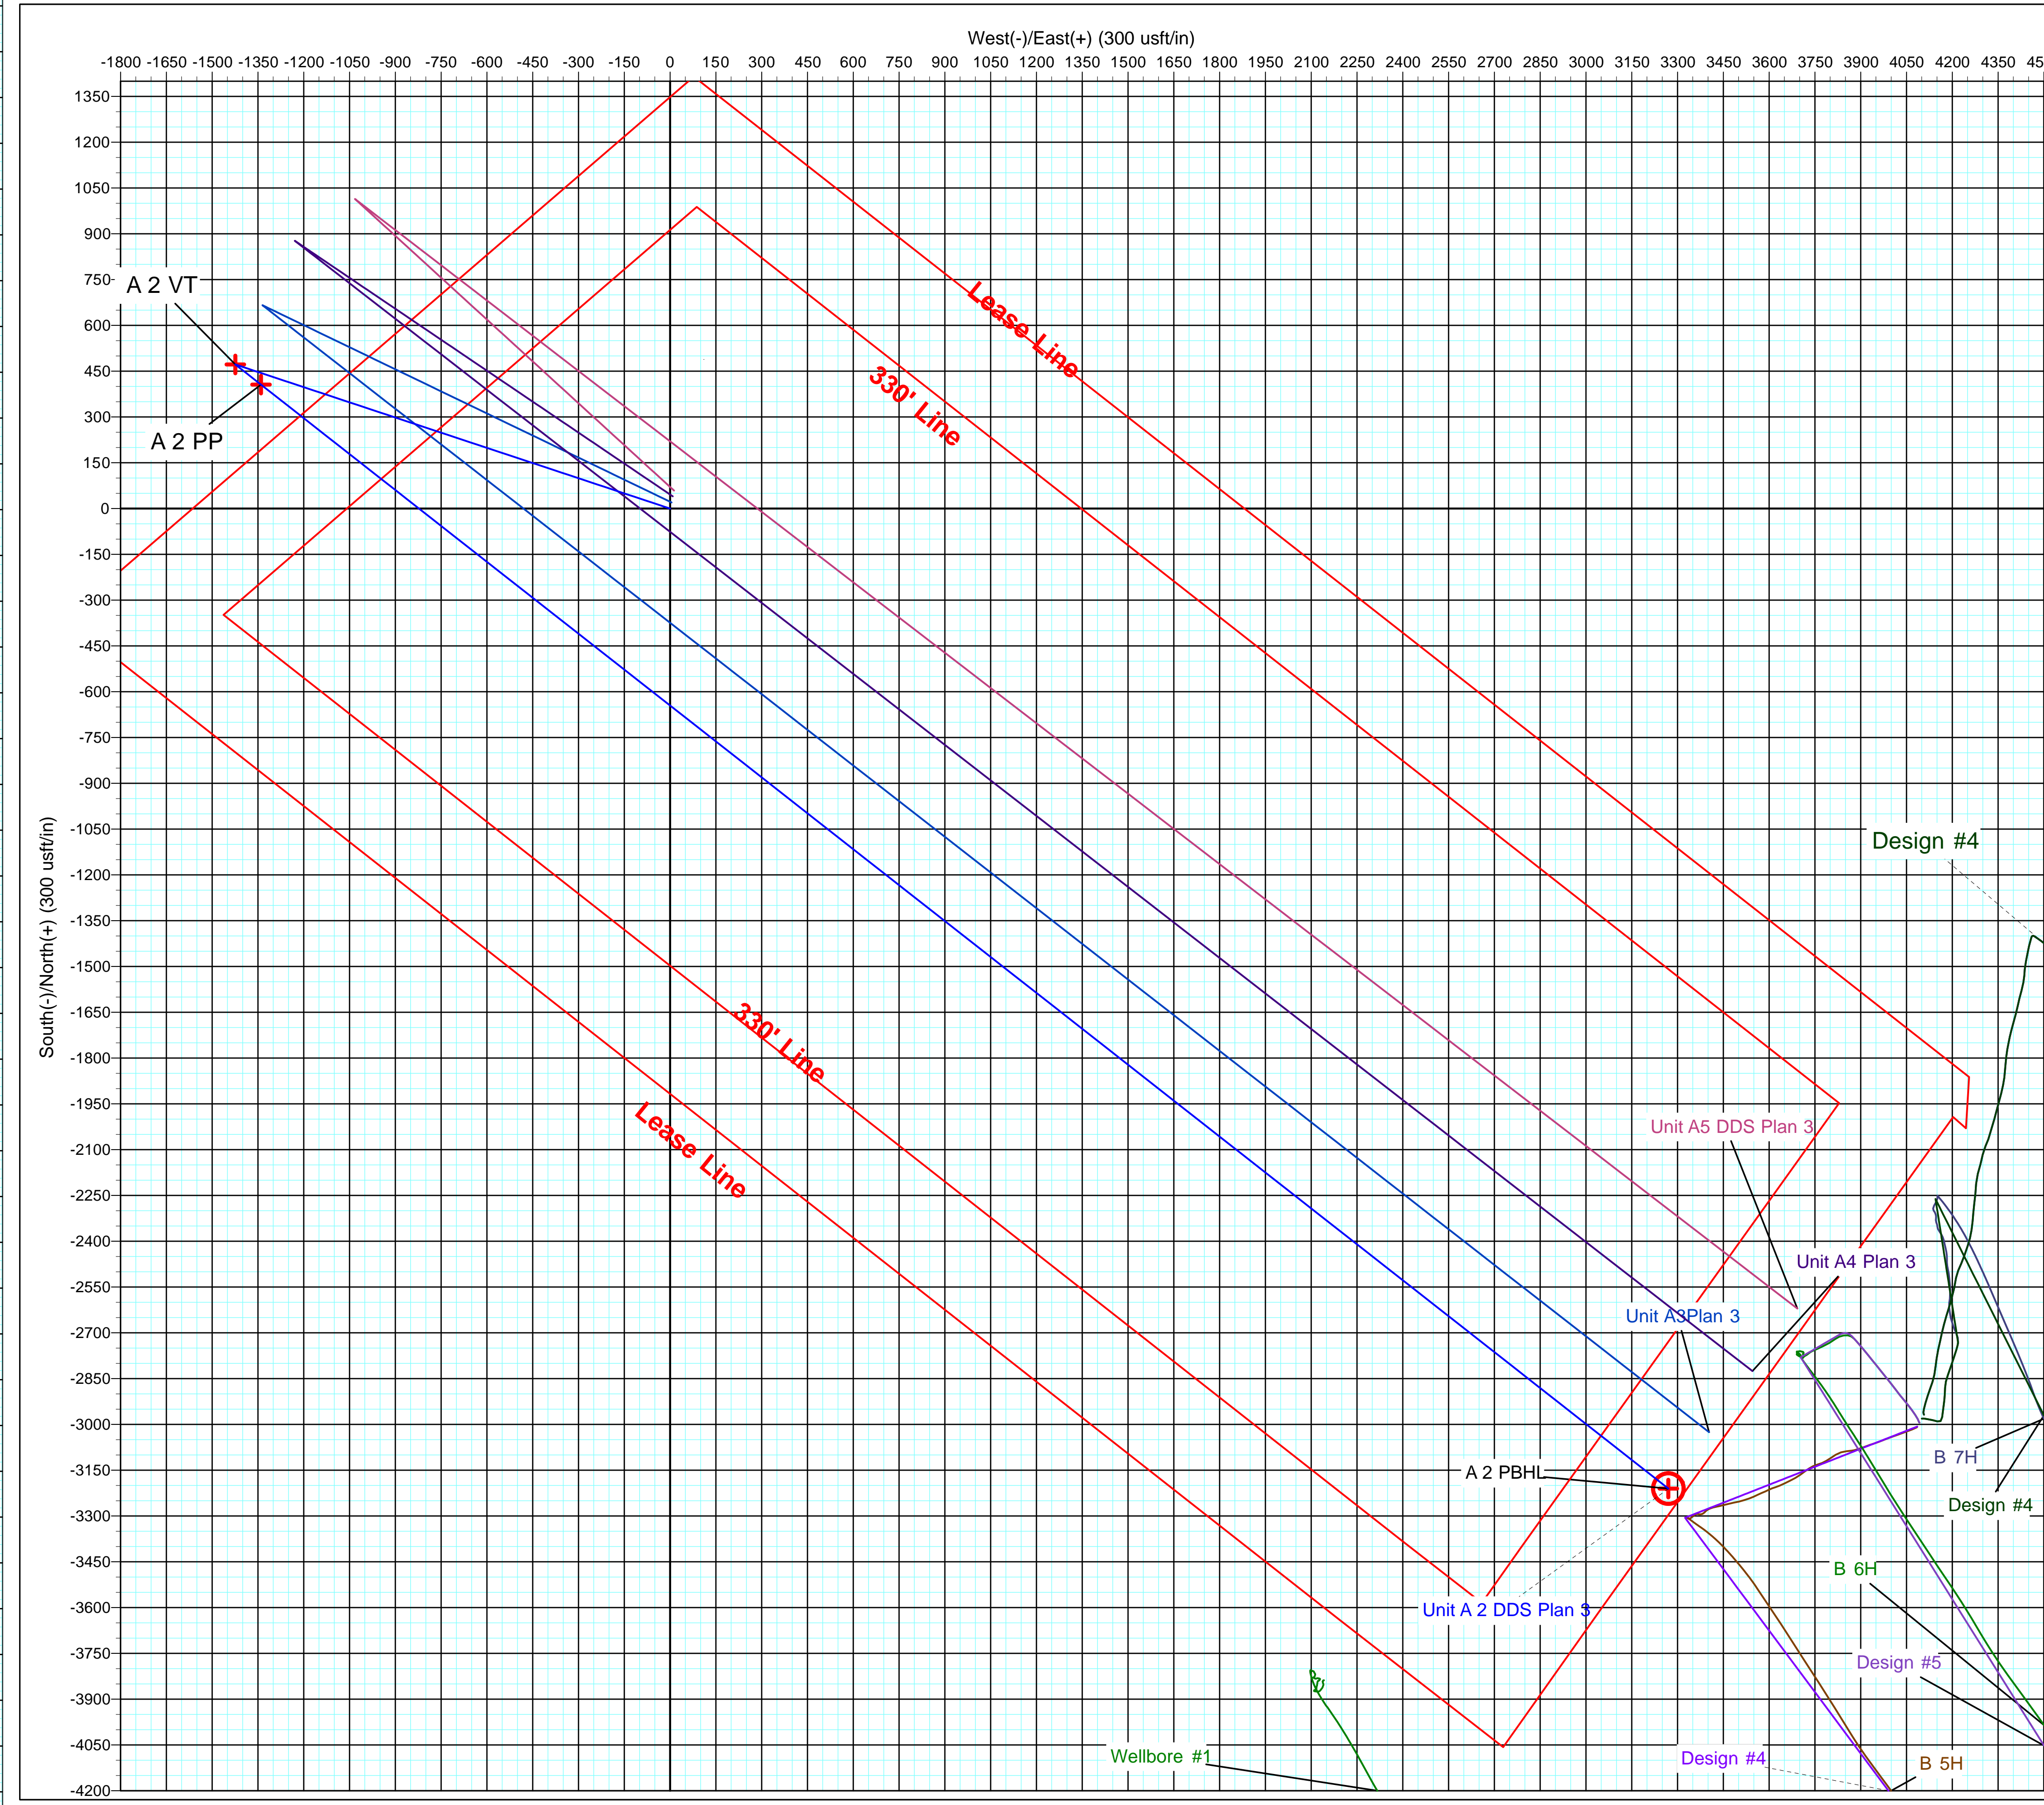 West(-)/East(+) (300 usft/in)
-1800 -1650 -1500 -1350 -1200 -1050 -900 -750 -600 -450 -300 -150 0 150 300 450 600 750 900 1050 1200 1350 1500 1650 1800 1950 2100 2250 2400 2550 2700 2850 3000 3150 3300 3450 3600 3750 3900 4050 4200 4350 45
1350
1200
1050
900
750
600
450
300
150
0
-150
-300
-450
-600
-750
-900
-1050
-1200
-1350
-1500
-1650
-1800
-1950
-2100
-2250
-2400
-2550
-2700
-2850
-3000
-3150
-3300
-3450
-3600
-3750
-3900
-4050
-4200
South(-)/North(+) (300 usft/in)
A 2 VT
A 2 PP
Lease Line
330' Line
Design #4
330' Line
Lease Line
Unit A5 DDS Plan 3
Unit A4 Plan 3
Unit A3Plan 3
A 2 PBHL
B 7H
Design #4
B 6H
Unit A 2 DDS Plan 3
Design #5
Wellbore #1
Design #4
B 5H